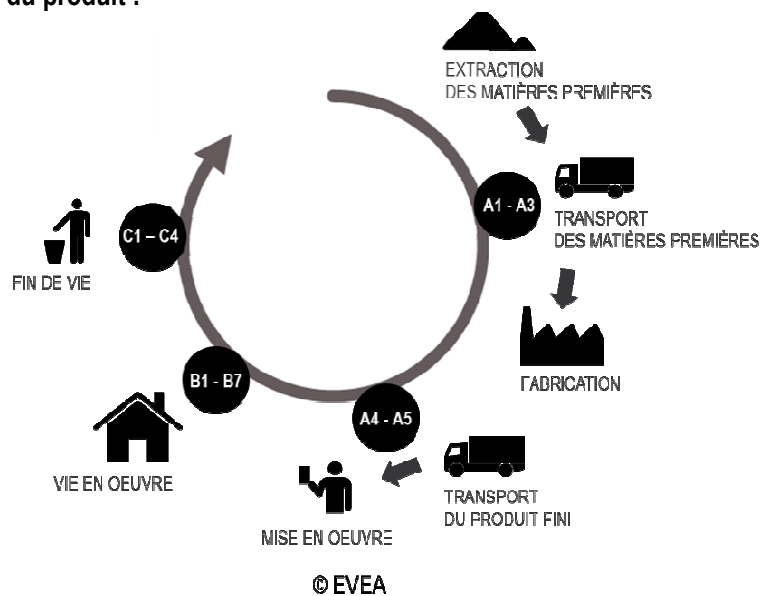 du produit :
EXTRACTION
DES MATIÈRES PREMIÈRES
A1 - A3
TRANSPORT
DES MATIÈRES PREMIÈRES
FABRICATION
A4 - A5
TRANSPORT
DU PRODUIT FINI
MISE EN OEUVRE
B1 - B7
VIE EN OEUVRE
C1 – C4
FIN DE VIE
© EVEA